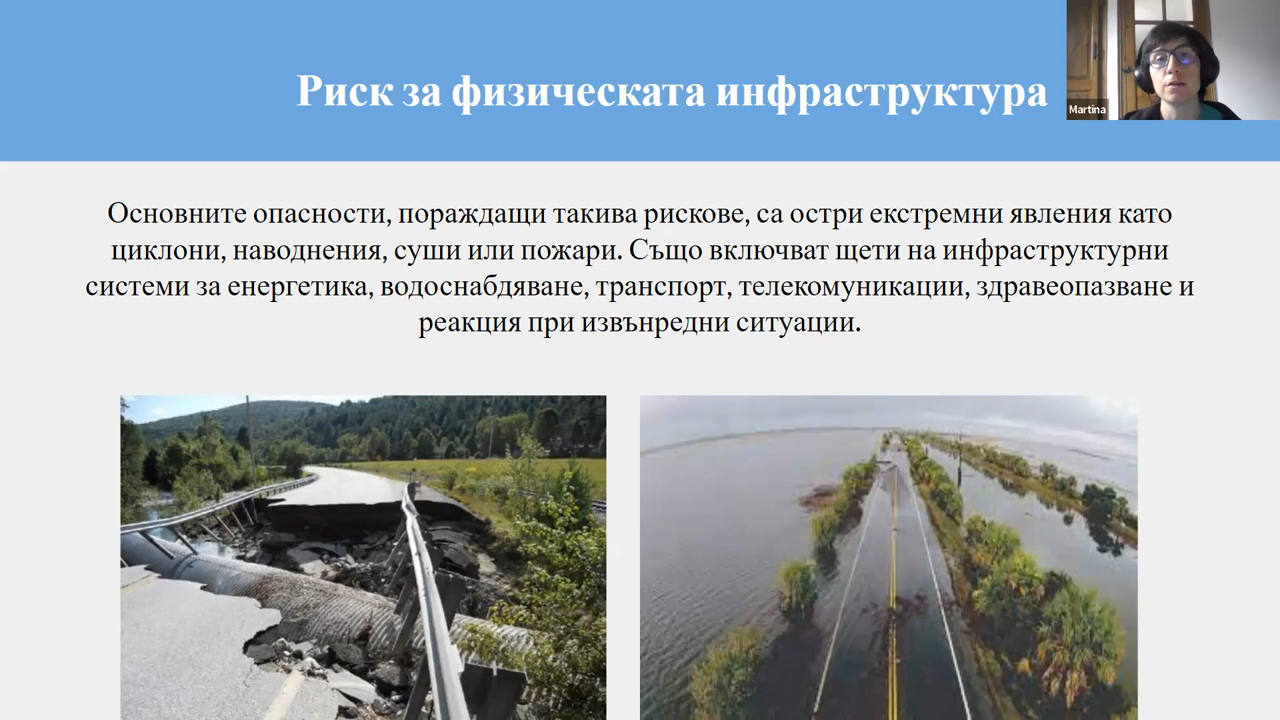 Риск за физическата инфраструктура
Martina
Основните опасности, пораждащи такива рискове, са остри екстремни явления като
циклони, наводнения, суши или пожари. Също включват щети на инфраструктурни
системи за енергетика, водоснабдяване, транспорт, телекомуникации, здравеопазване и
реакция при извънредни ситуации.